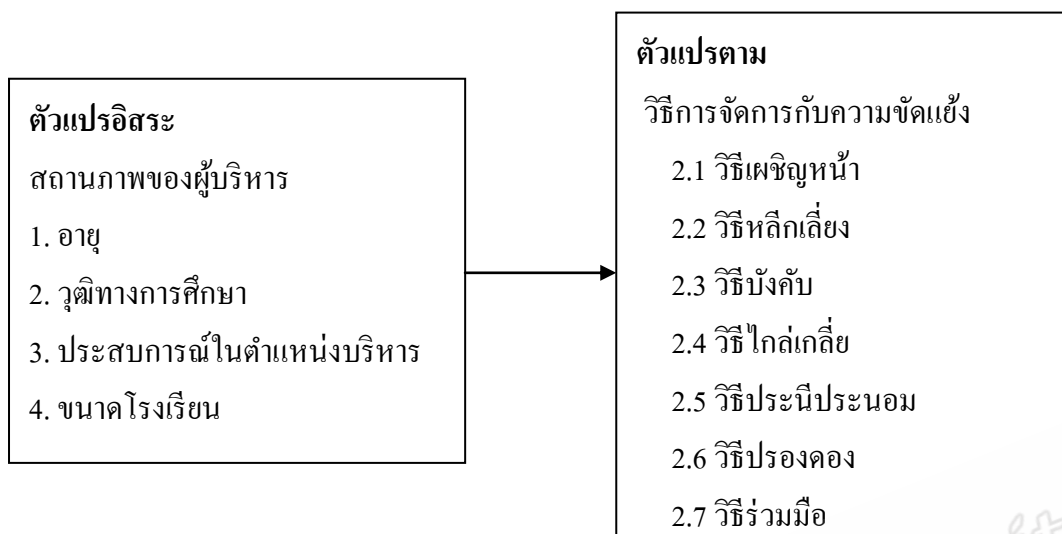 ตัวแปรอิสระ
สถานภาพของผู้บริหาร
1. อายุ
2. วุฒิทางการศึกษา
3. ประสบการณ์ในตำแหน่งบริหาร
4. ขนาดโรงเรียน
ตัวแปรตาม
วิธีการจัดการกับความขัดแย้ง
2.1 วิธีเผชิญหน้า
2.2 วิธีหลีกเลี่ยง
2.3 วิธีบังคับ
2.4 วิธีไกล่เกลี่ย
2.5 วิธีประนีประนอม
2.6 วิธีปรองดอง
2.7 วิธีร่วมมือ